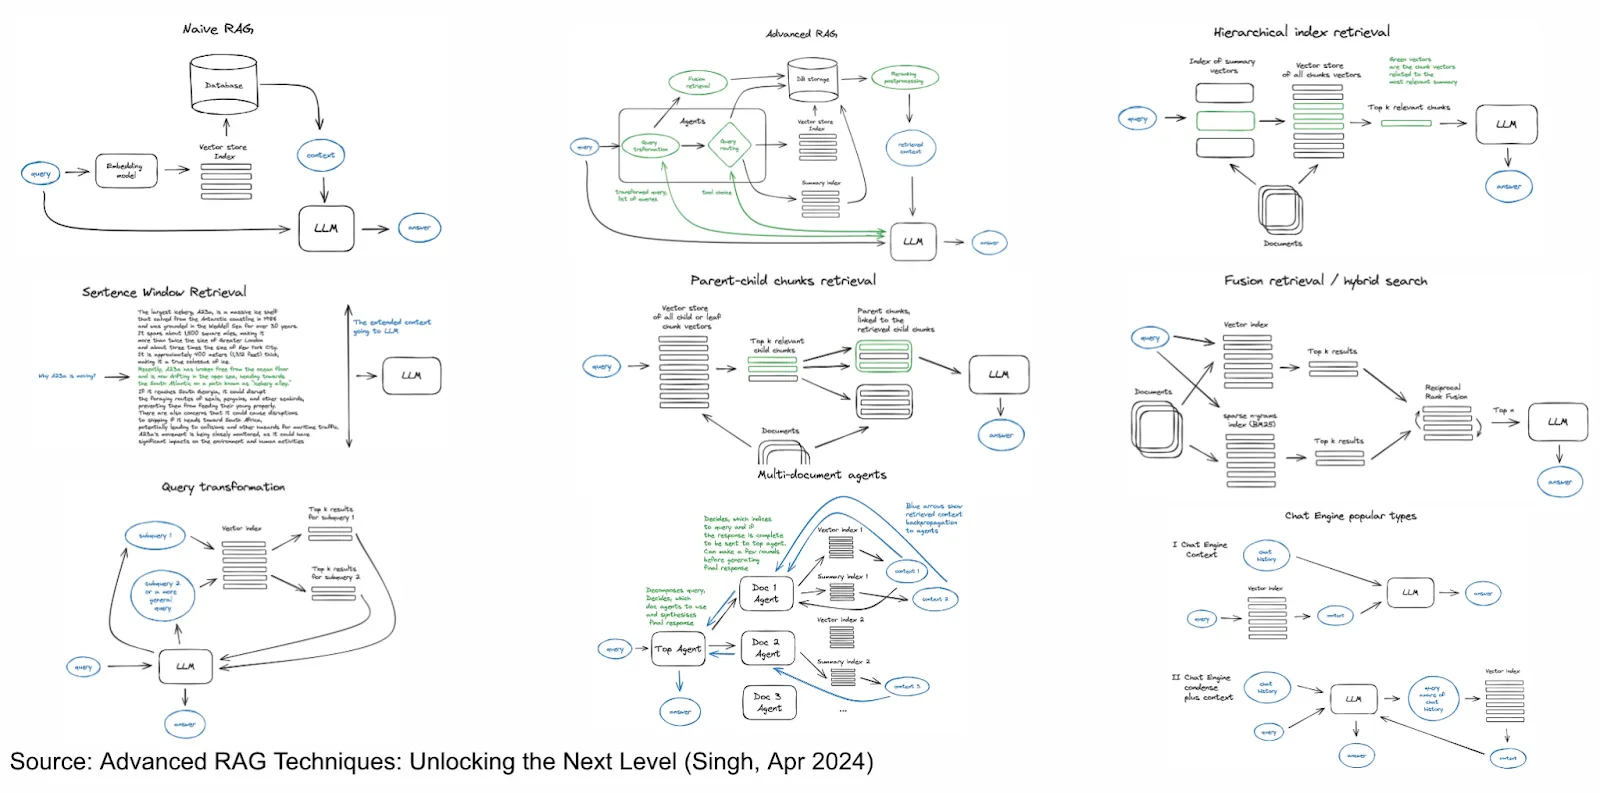 Naive RAG
Database
Vector store
Index
query
Embedding
model
context
LLM
answer
Advanced RAG
Fusion
retrieval
DB storage
Reranking
postprocessing
Agents
query
Query
Query
routing
Vector store
Index
retrieved
context
Summary index
transformed query,
list of queries
tool choice
LLM
answer
Hierarchical index retrieval
Index of summary
vectors
Vector store
of all chunks vectors
Green vectors
are the chunk vectors
related to the
most relevant summary
query
Top k relevant chunks
LLM
answer
Documents
Sentence Window Retrieval
The largest iceberg, A23a, is a massive ice shelf
that calved from the Antarctic coastline in 1986
and was grounded in the Weddell Sea for over 30 years.
It spans about 1,500 square miles, making it
more than twice the size of Greater London
and about three times the size of New York City.
It is approximately 400 meters (1,312 feet) thick,
making it a true colossus of ice.
Recently, A23a has broken free from the ocean floor
and is now drifting in the open sea, heading towards
the South Atlantic on a path known as "iceberg alley."
If it reaches South Georgia, it could disrupt
the foraging routes of seals, penguins, and other seabirds,
preventing them from feeding their young properly.
There are also concerns that it could cause disruptions
to shipping if it heads toward South Africa,
potentially leading to collisions and other hazards for maritime traffic.
A23a's movement is being closely monitored, as it could have
significant impacts on the environment and human activities
The extended context
going to LLM
Why A23a is moving?
LLM
Parent-child chunks retrieval
Vector store
of all child or leaf
chunk vectors
Parent chunks,
linked to the
retrieved child chunks
Top k relevant
child chunks
query
LLM
answer
Documents
Fusion retrieval / hybrid search
Vector index
query
Top k results
Documents
Reciprocal
Rank Fusion
sparse n-grams
index (BM25)
Top n
LLM
Top k results
answer
Query transformation
Top k results
for subquery 1
Vector index
subquery 1
Top k results
for subquery 2
subquery 2
or a more
general
query
query
LLM
answer
Multi-document agents
Decides, which indices
to query and if
the response is complete
to be sent to top agent.
Can make a few rounds
before generating
final response
Blue arrows show
retrieved context
backpropagation
to agents
Vector index 1
context 1
Summary index 1
context 2
Doc 1
Agent
Decomposes query,
Decides, which
doc agents to use
and synthesises
final response
Vector index 2
query
Top Agent
Doc 2
Agent
Summary index 2
context 3
Doc 3
Agent
...
answer
Chat Engine popular types
I Chat Engine
Context
chat
history
Vector index
LLM
answer
query
context
II Chat Engine
condense
plus context
chat
history
LLM
query
aware of
chat
history
Vector index
query
answer
context
Source: Advanced RAG Techniques: Unlocking the Next Level (Singh, Apr 2024)